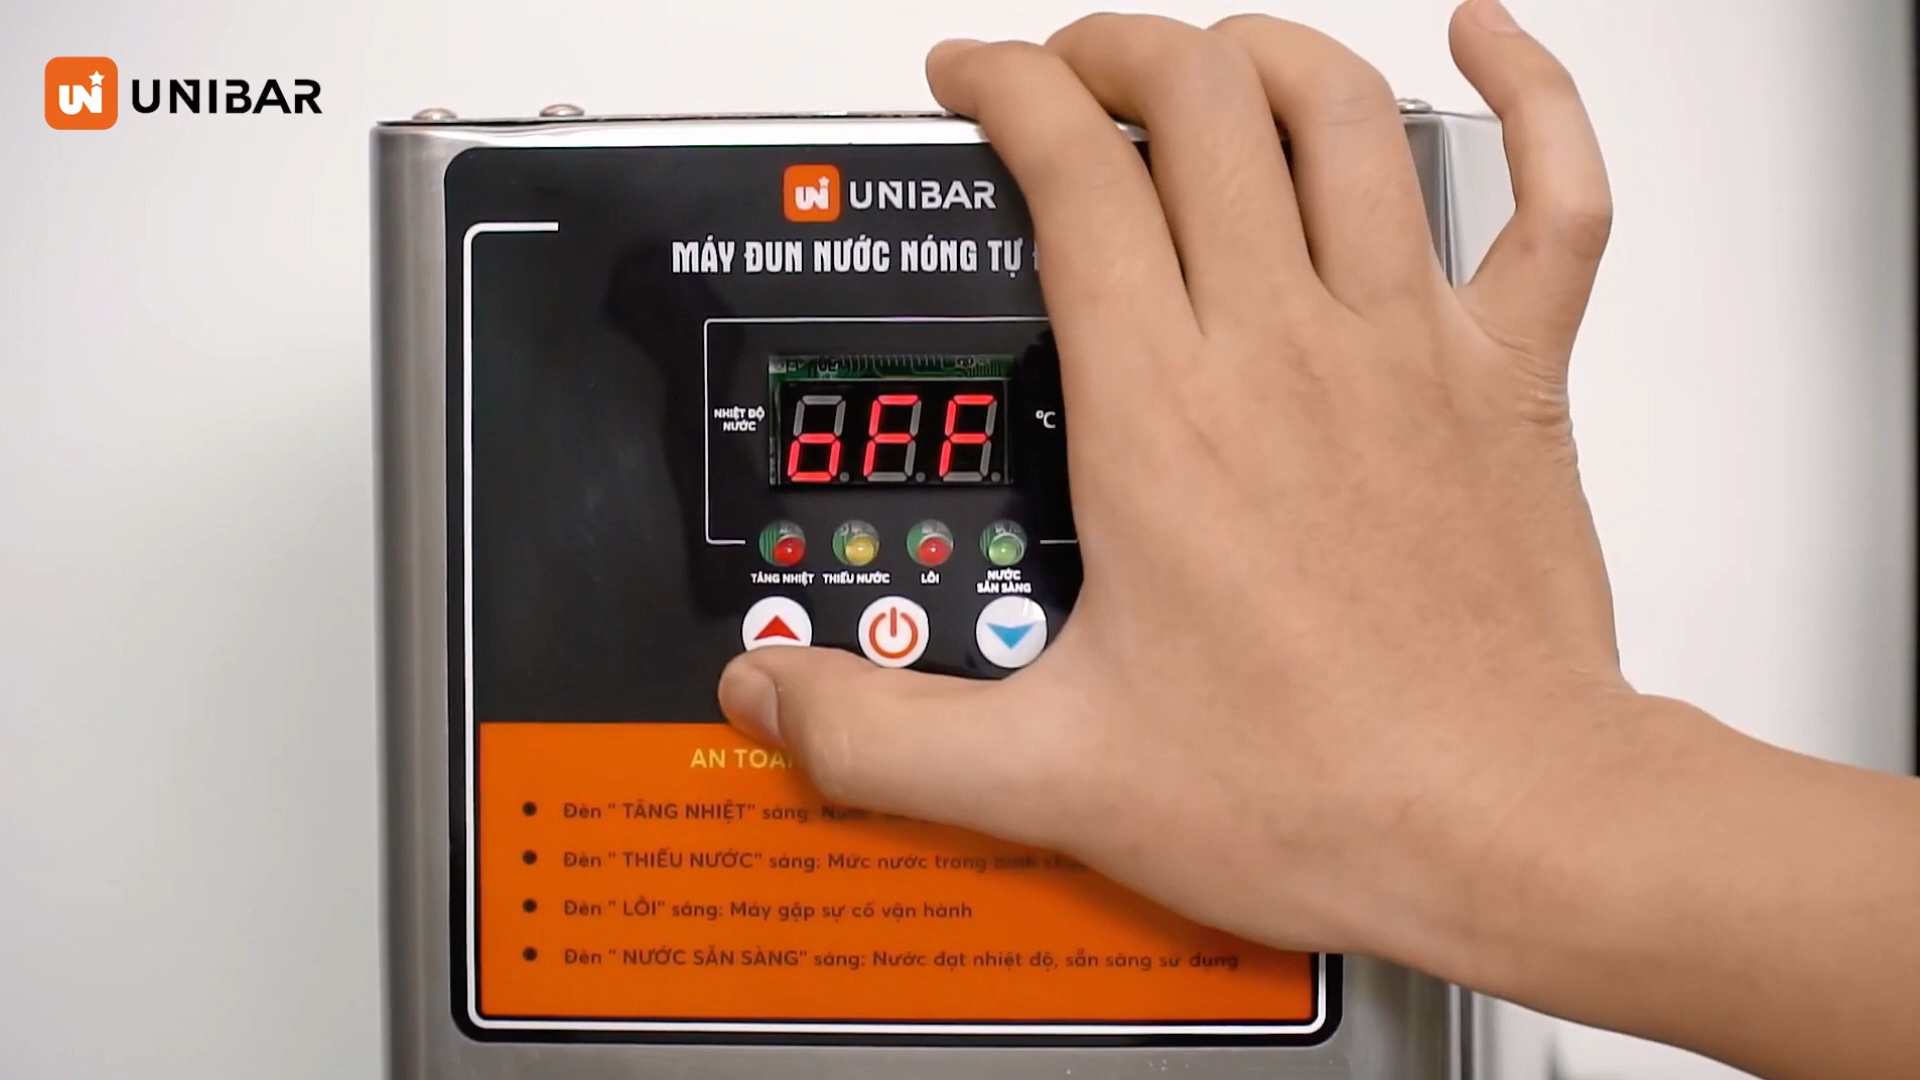 UNIBAR
UNIBAR
MÁY ĐUN NƯỚC NÓNG TỰ
NHIỆT ĐỘ
NƯỚC
oFF
°C
TĂNG NHIỆT THIẾU NƯỚC LỖI NƯỚC
SẴN SÀNG
AN TOÀN
Đèn " TĂNG NHIỆT" sáng:
Đèn " THIẾU NƯỚC" sáng: Mức nước trong bình
Đèn " LỖI" sáng: Máy gặp sự cố vận hành
Đèn " NƯỚC SẴN SÀNG" sáng: Nước đạt nhiệt độ, sẵn sàng sử dụng